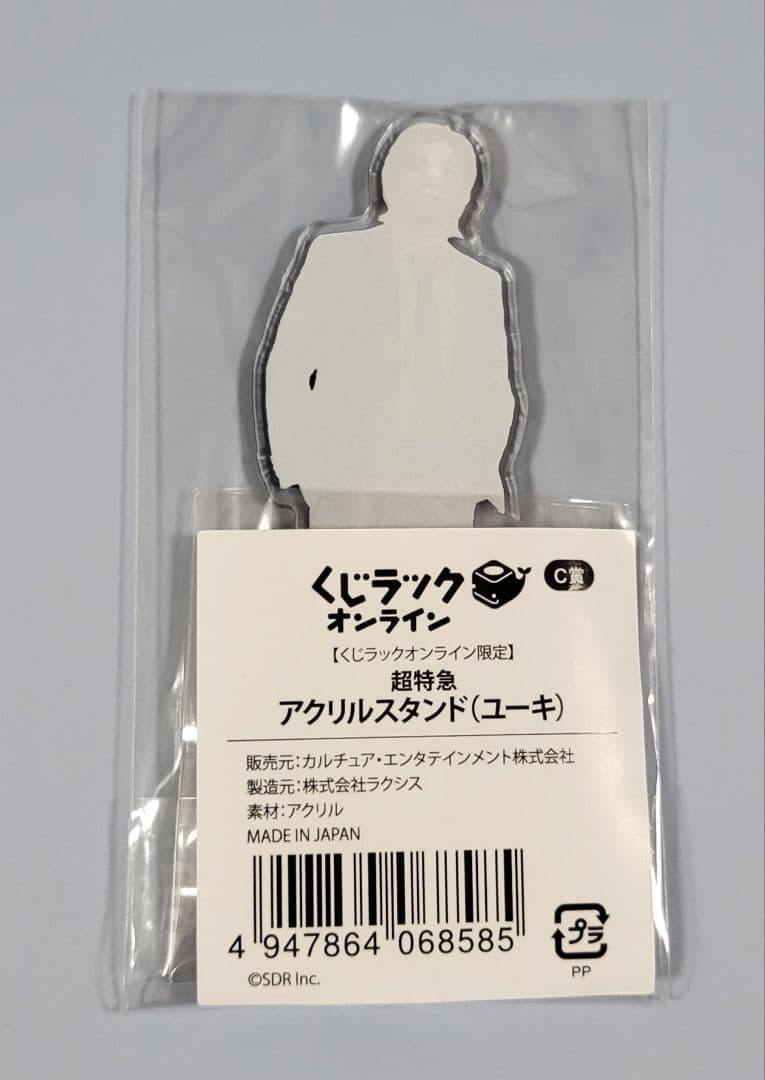 くじラック
オンライン
C賞
【くじラックオンライン限定】
超特急
アクリルスタンド(ユーキ)
販売元:カルチュア・エンタテインメント株式会社
製造元:株式会社ラクシス
素材:アクリル
MADE IN JAPAN
4 947864 068585
プラ
PP
©SDR Inc.